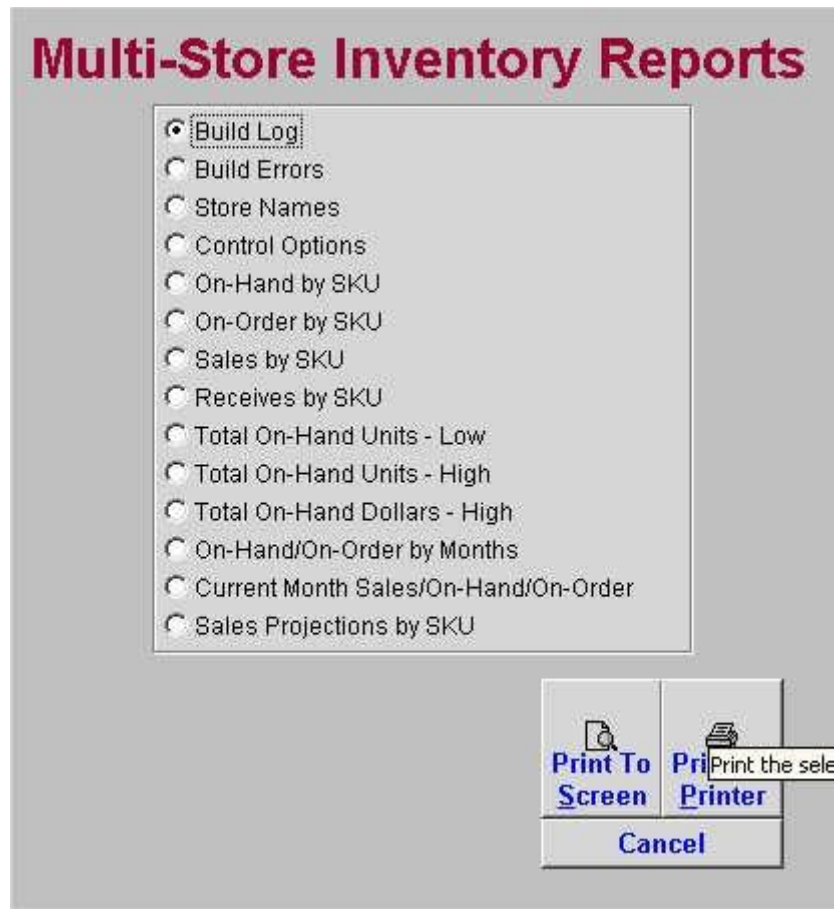 Multi-Store Inventory Reports
Build Log
Build Errors
Store Names
Control Options
On-Hand by SKU
On-Order by SKU
Sales by SKU
Receives by SKU
Total On-Hand Units - Low
Total On-Hand Units - High
Total On-Hand Dollars - High
On-Hand/On-Order by Months
Current Month Sales/On-Hand/On-Order
Sales Projections by SKU
Print To
Screen
Print the
Printer
Cancel